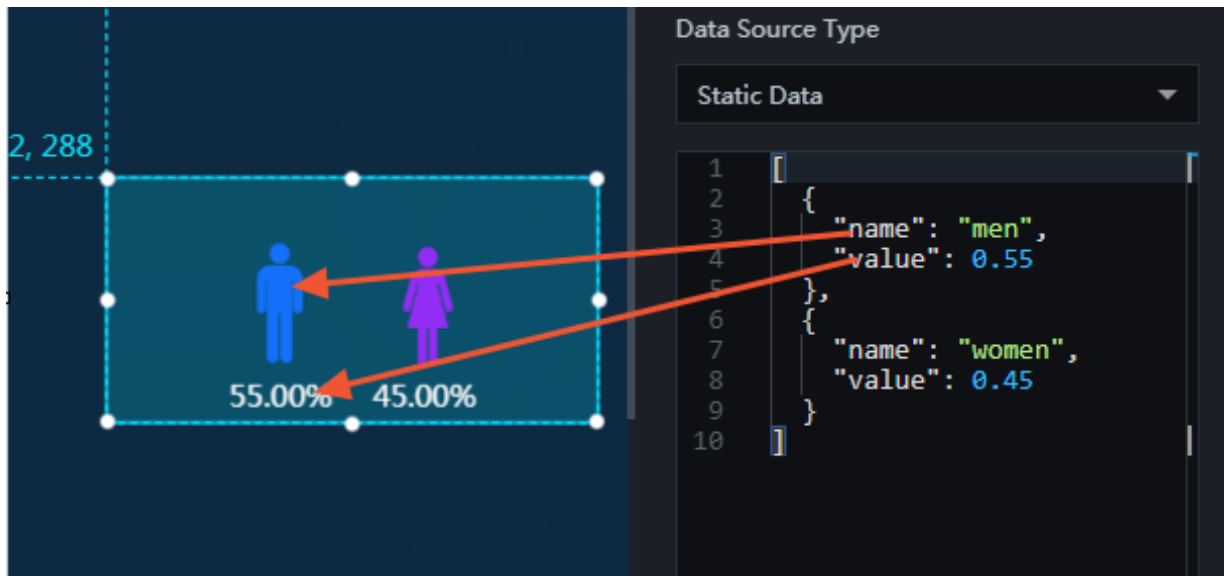 Data Source Type
Static Data
2, 288
55.00% 45.00%
1 [
2 {
3 "name": "men",
4 "value": 0.55
5 },
6 {
7 "name": "women",
8 "value": 0.45
9 }
10 ]